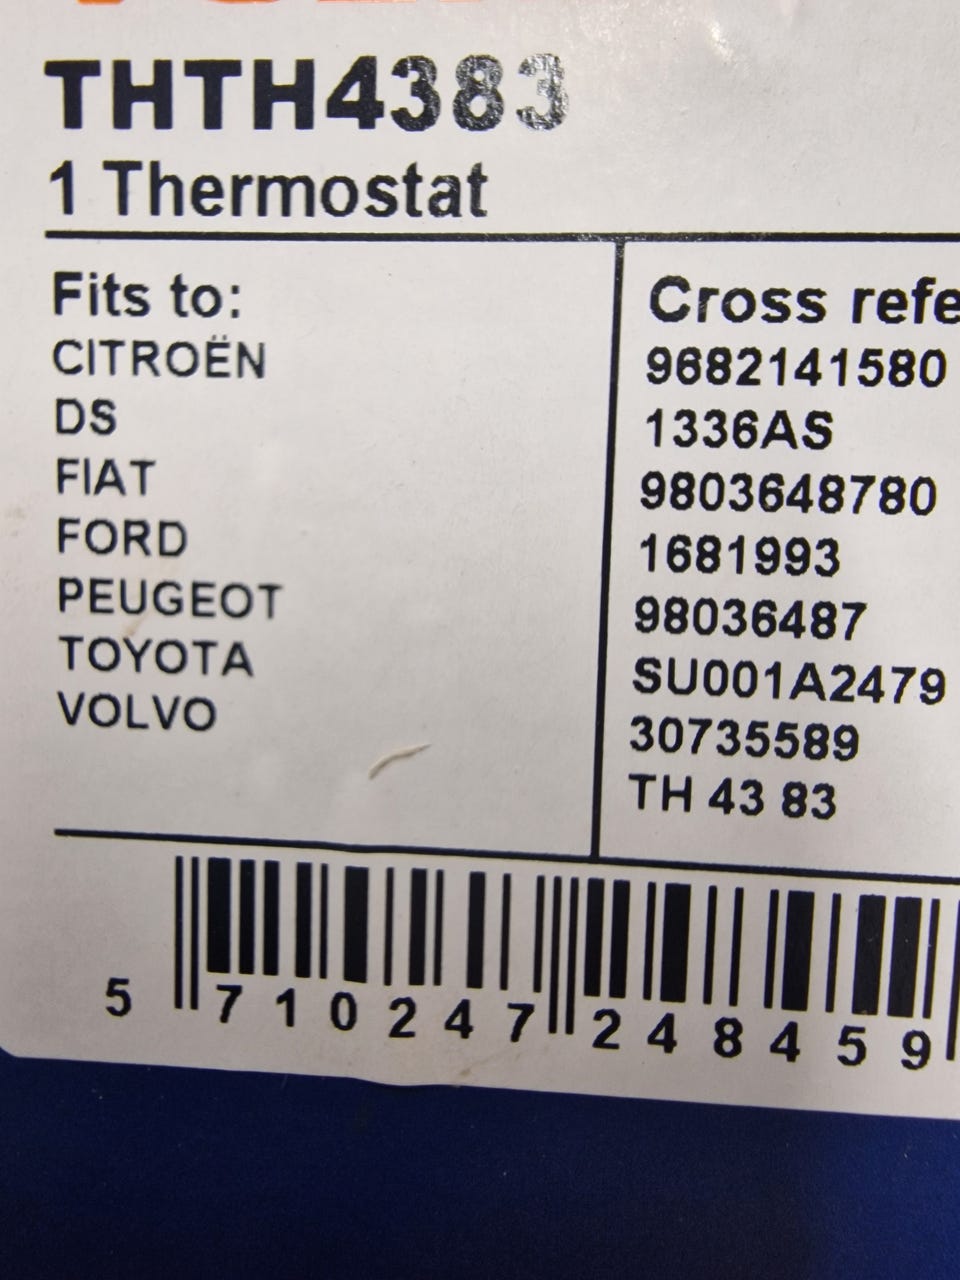 THTH4383
1 Thermostat
Fits to:
CITROËN
DS
FIAT
FORD
PEUGEOT
TOYOTA
VOLVO
Cross refe
9682141580
1336AS
9803648780
1681993
98036487
SU001A2479
30735589
TH 43 83
5 710247 248459